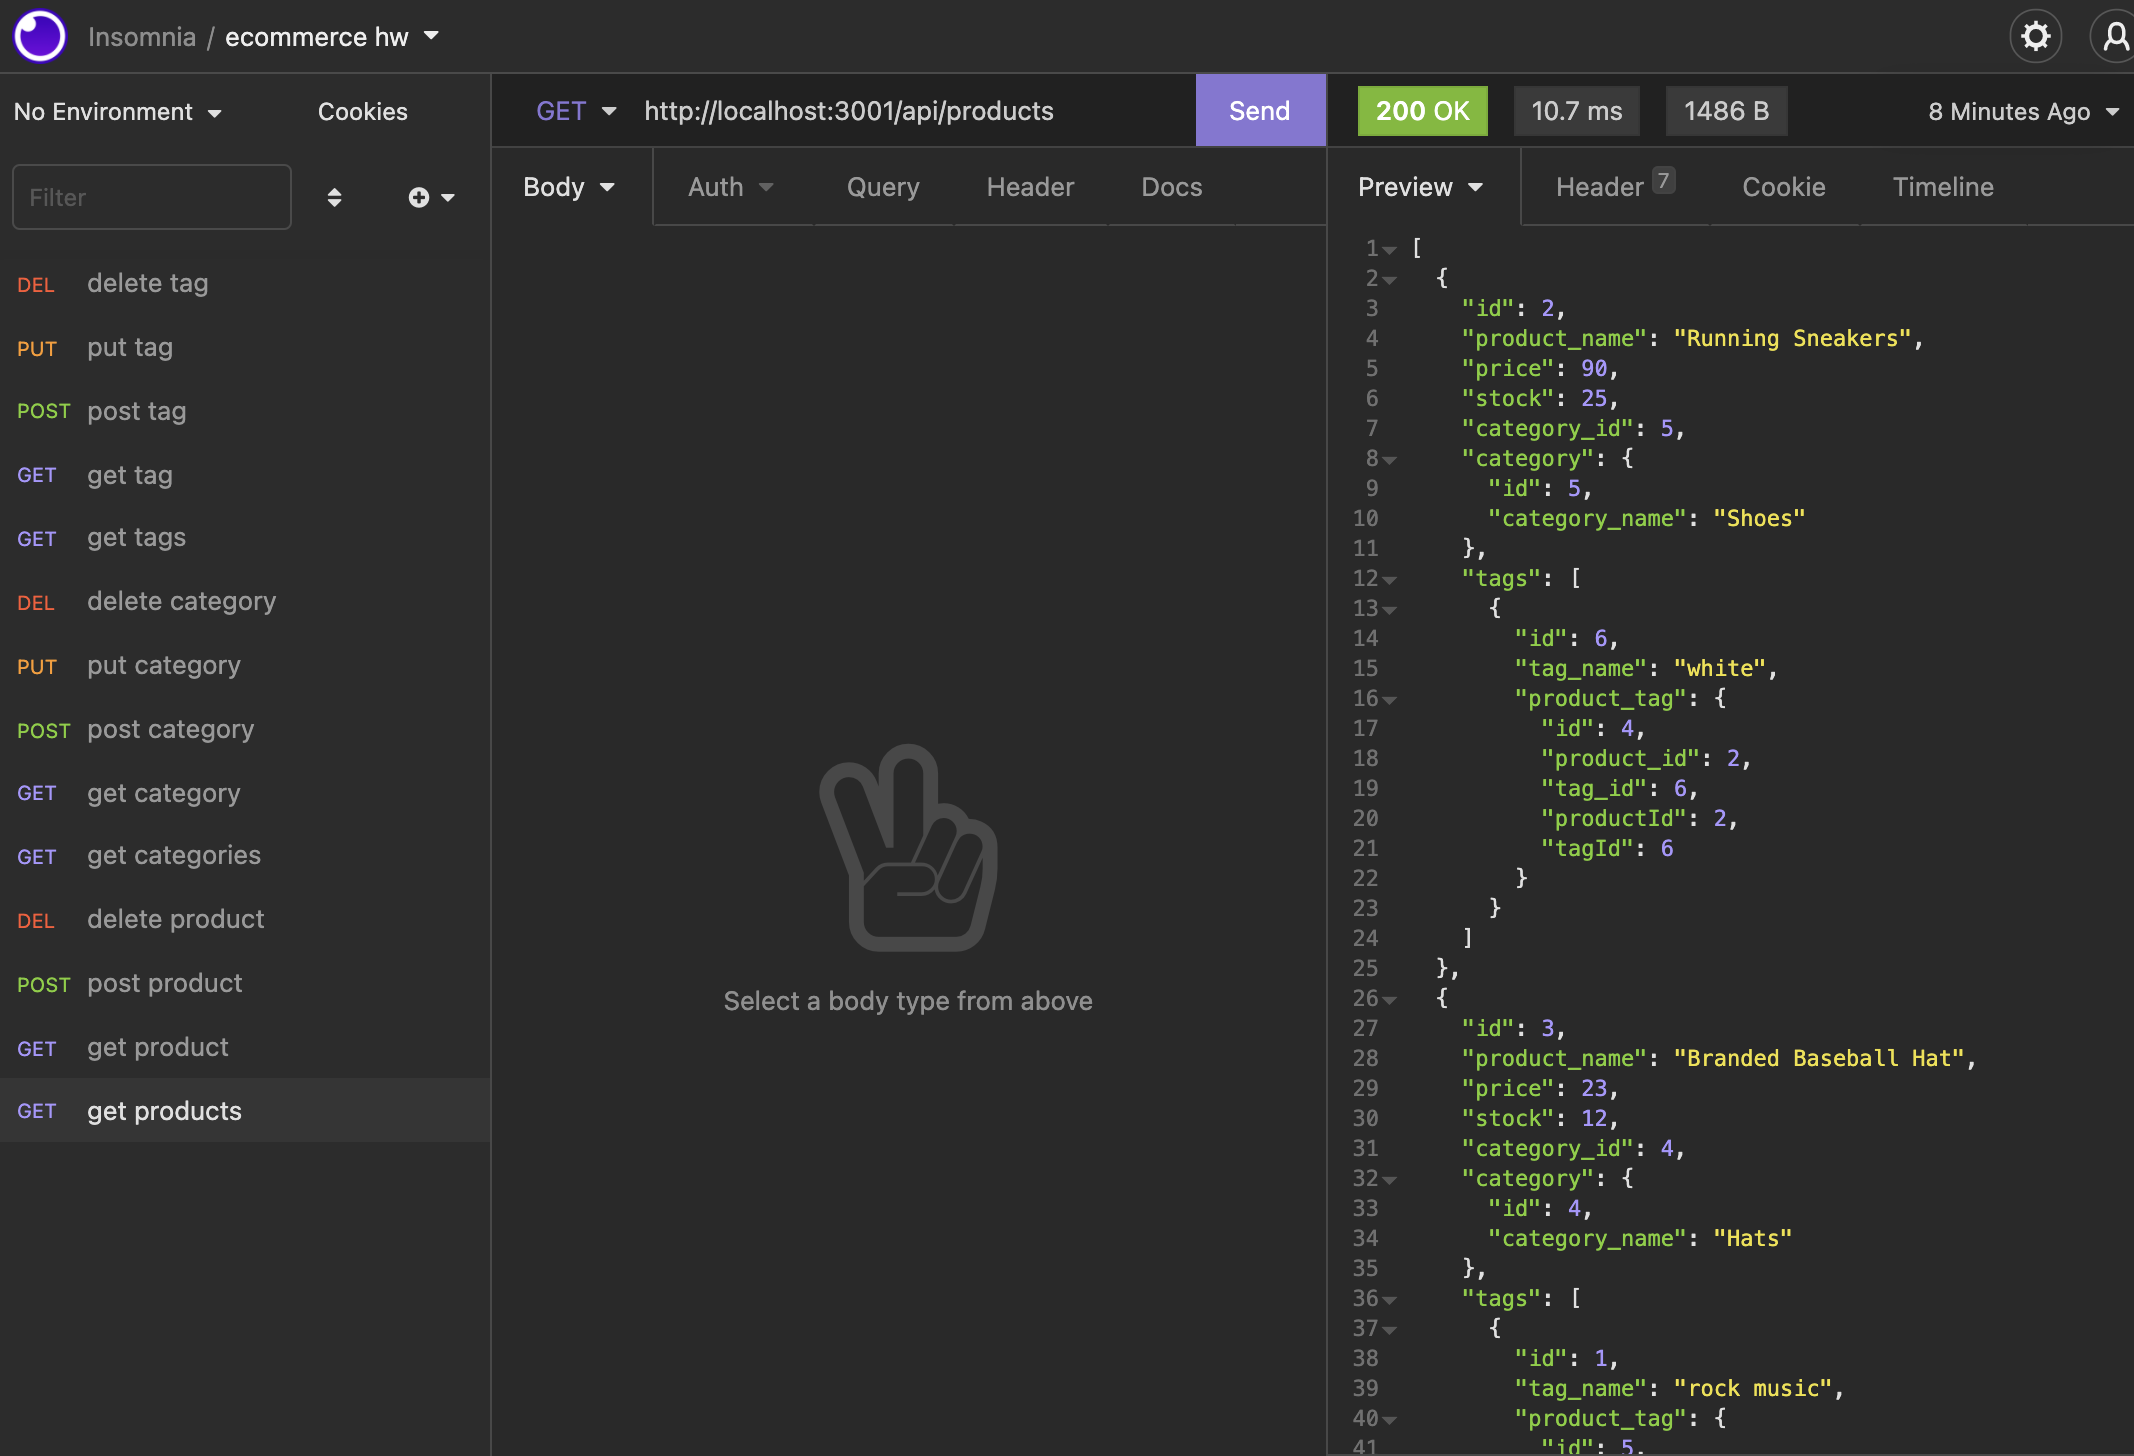 Insomnia / ecommerce hw
No Environment
Cookies
Filter
DEL delete tag
PUT put tag
POST post tag
GET get tag
GET get tags
DEL delete category
PUT put category
POST post category
GET get category
GET get categories
DEL delete product
POST post product
GET get product
GET get products
GET http://localhost:3001/api/products Send
Body Auth Query Header Docs
Select a body type from above
200 OK 10.7 ms 1486 B 8 Minutes Ago
Preview Header 7 Cookie Timeline
1 [
2 {
3 "id": 2,
4 "product_name": "Running Sneakers",
5 "price": 90,
6 "stock": 25,
7 "category_id": 5,
8 "category": {
9 "id": 5,
10 "category_name": "Shoes"
11 },
12 "tags": [
13 {
14 "id": 6,
15 "tag_name": "white",
16 "product_tag": {
17 "id": 4,
18 "product_id": 2,
19 "tag_id": 6,
20 "productId": 2,
21 "tagId": 6
22 }
23 }
24 ]
25 },
26 {
27 "id": 3,
28 "product_name": "Branded Baseball Hat",
29 "price": 23,
30 "stock": 12,
31 "category_id": 4,
32 "category": {
33 "id": 4,
34 "category_name": "Hats"
35 },
36 "tags": [
37 {
38 "id": 1,
39 "tag_name": "rock music",
40 "product_tag": {
41 "id": 5,